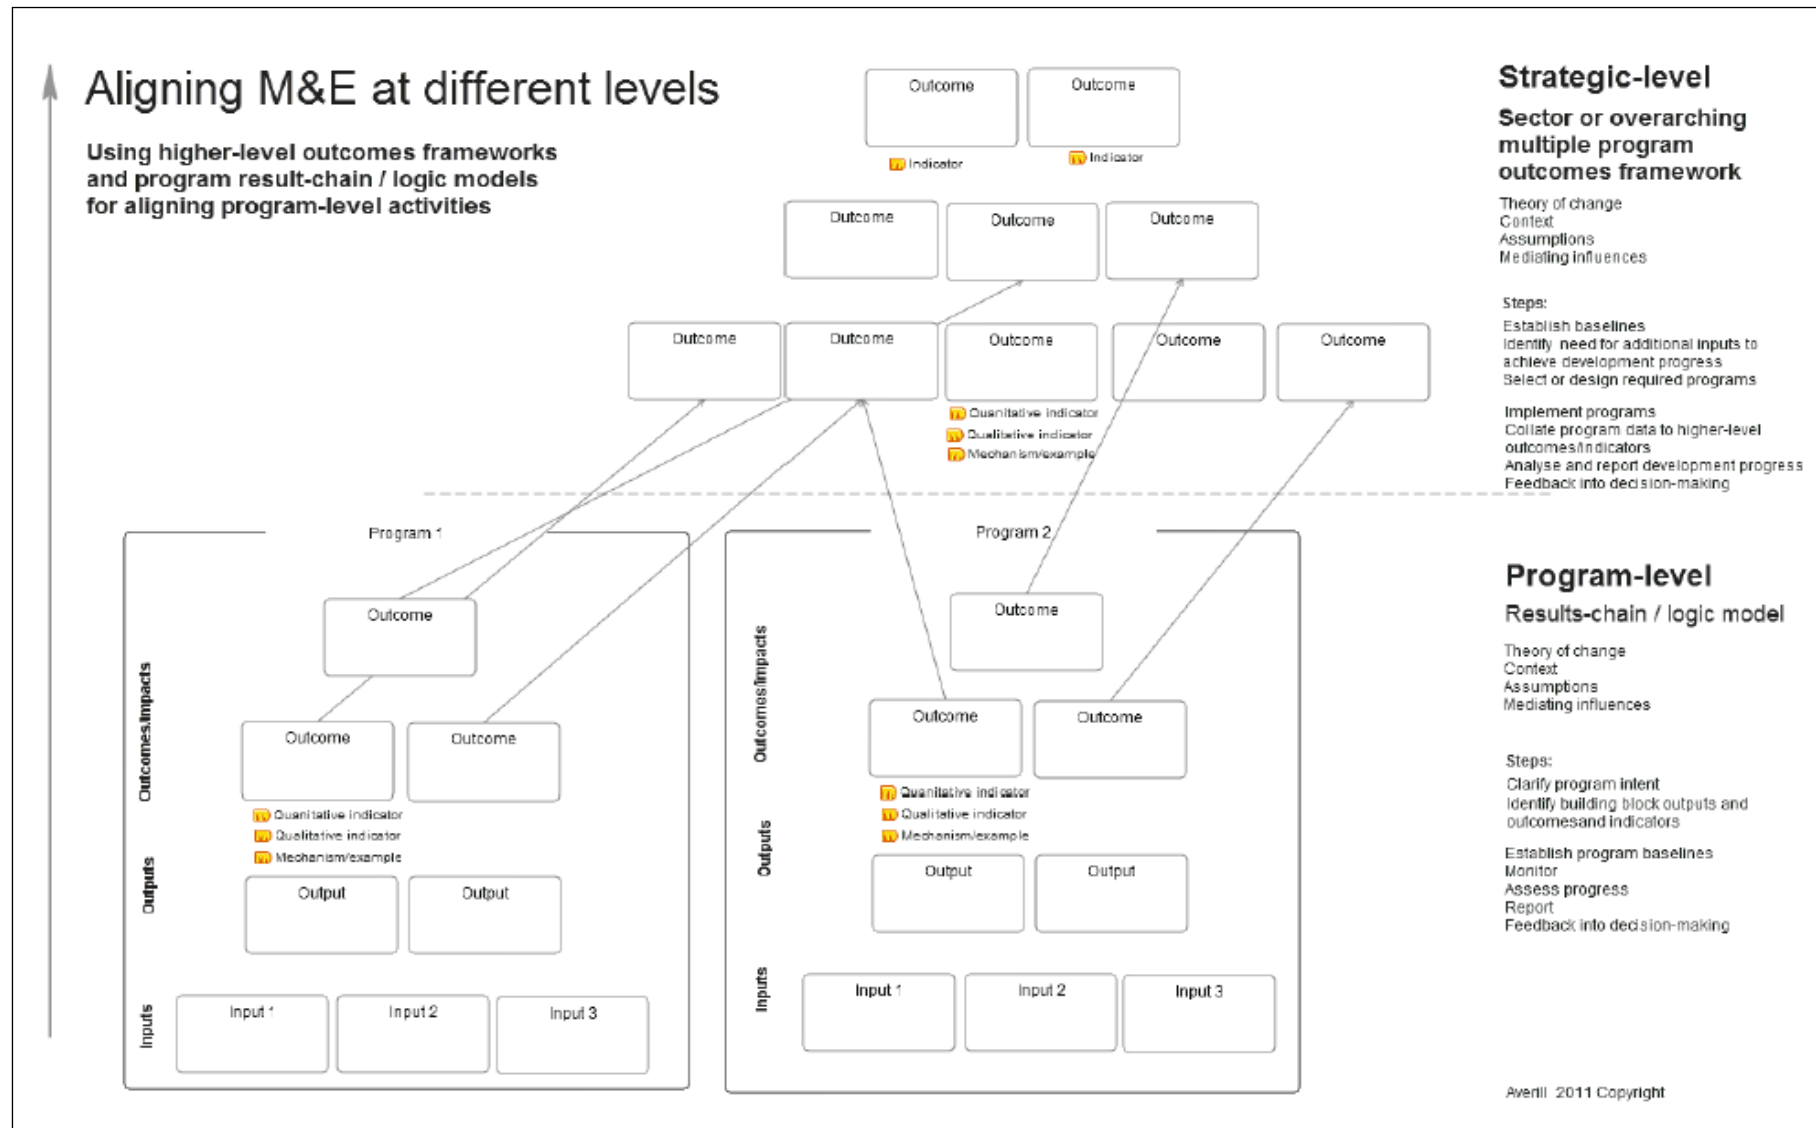 Aligning M&E at different levels
Using higher-level outcomes frameworks
and program result-chain / logic models
for aligning program-level activities
Outcome
Outcome
Indicator
Indicator
Outcome
Outcome
Outcome
Outcome
Outcome
Outcome
Outcome
Outcome
Quanitative indicator
Qualitative indicator
Mechanism/example
Strategic-level
Sector or overarching
multiple program
outcomes framework
Theory of change
Context
Assumptions
Mediating influences
Steps:
Establish baselines
Identify need for additional inputs to
achieve development progress
Select or design required programs
Implement programs
Collate program data to higher-level
outcomes/indicators
Analyse and report development progress
Feedback into decision-making
Program 1
Outcomes/impacts
Outcome
Outcome
Outcome
Quanitative indicator
Qualitative indicator
Mechanism/example
Outputs
Output
Output
Inputs
Input 1
Input 2
Input 3
Program 2
Outcomes/impacts
Outcome
Outcome
Outcome
Quanitative indicator
Qualitative indicator
Mechanism/example
Outputs
Output
Output
Inputs
Input 1
Input 2
Input 3
Program-level
Results-chain / logic model
Theory of change
Context
Assumptions
Mediating influences
Steps:
Clarify program intent
Identify building block outputs and
outcomesand indicators
Establish program baselines
Monitor
Assess progress
Report
Feedback into decision-making
Averill 2011 Copyright